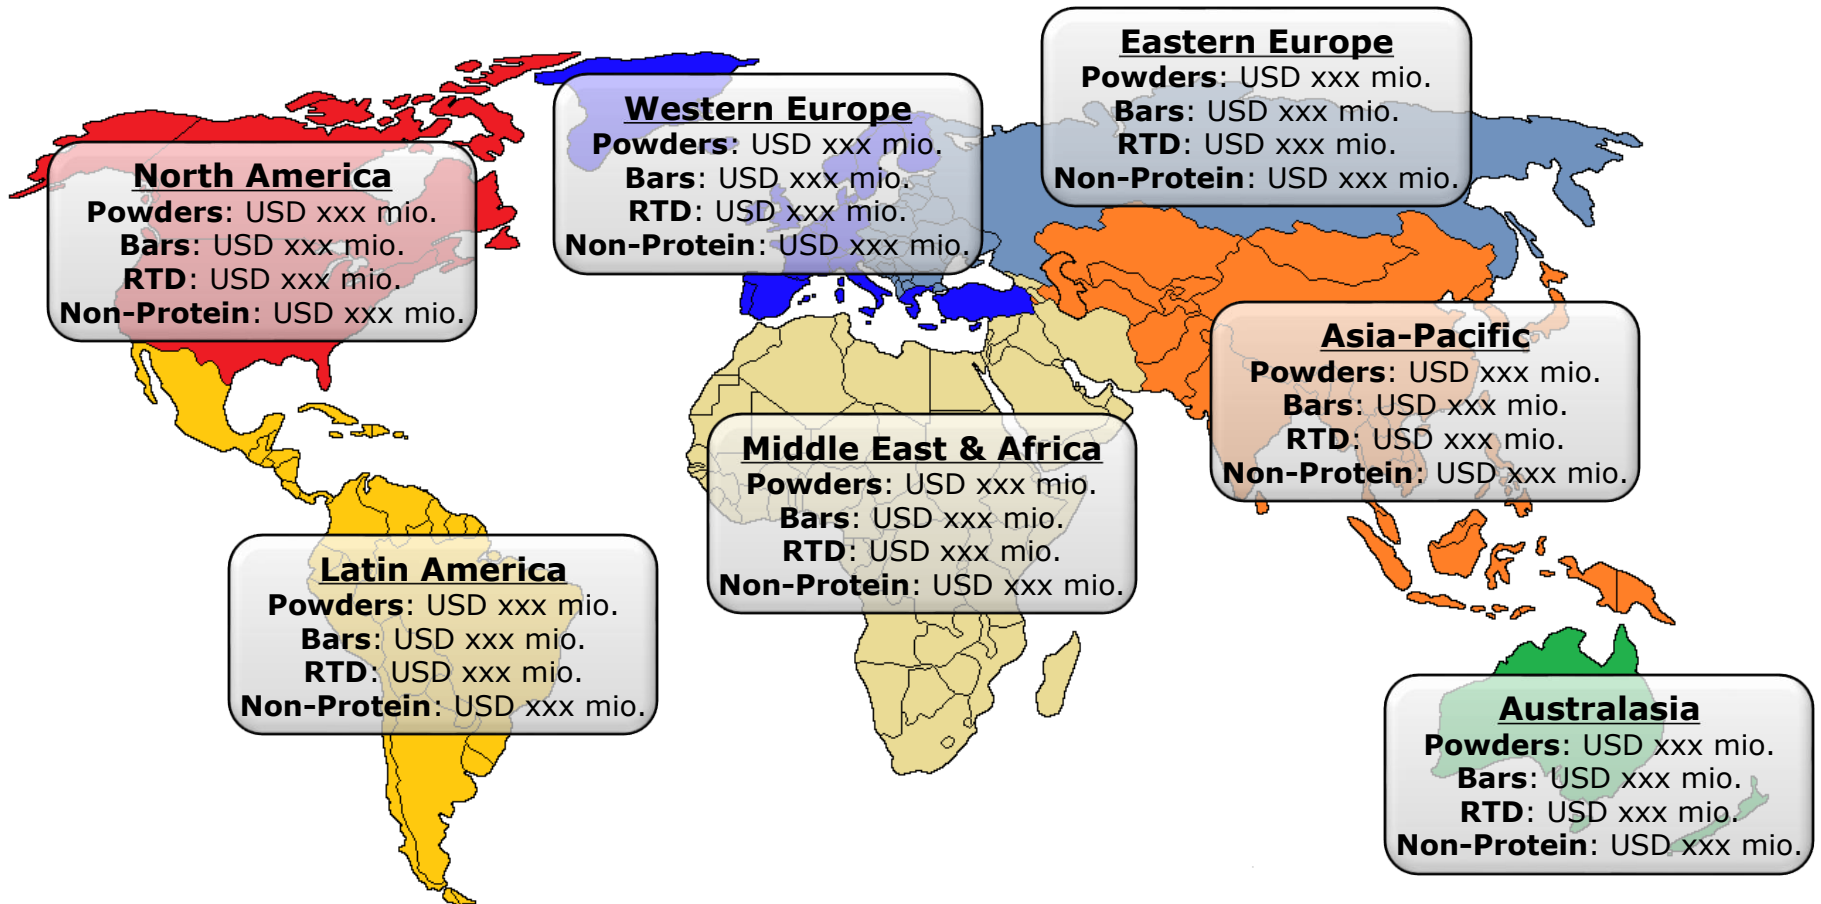 Eastern Europe
Powders: USD xxx mio.
Bars: USD xxx mio.
RTD: USD xxx mio.
Non-Protein: USD xxx mio.
Western Europe
Powders: USD xxx mio.
Bars: USD xxx mio.
RTD: USD xxx mio.
Non-Protein: USD xxx mio.
North America
Powders: USD xxx mio.
Bars: USD xxx mio.
RTD: USD xxx mio.
Non-Protein: USD xxx mio.
Asia-Pacific
Powders: USD xxx mio.
Bars: USD xxx mio.
RTD: USD xxx mio.
Non-Protein: USD xxx mio.
Middle East & Africa
Powders: USD xxx mio.
Bars: USD xxx mio.
RTD: USD xxx mio.
Non-Protein: USD xxx mio.
Latin America
Powders: USD xxx mio.
Bars: USD xxx mio.
RTD: USD xxx mio.
Non-Protein: USD xxx mio.
Australasia
Powders: USD xxx mio.
Bars: USD xxx mio.
RTD: USD xxx mio.
Non-Protein: USD xxx mio.